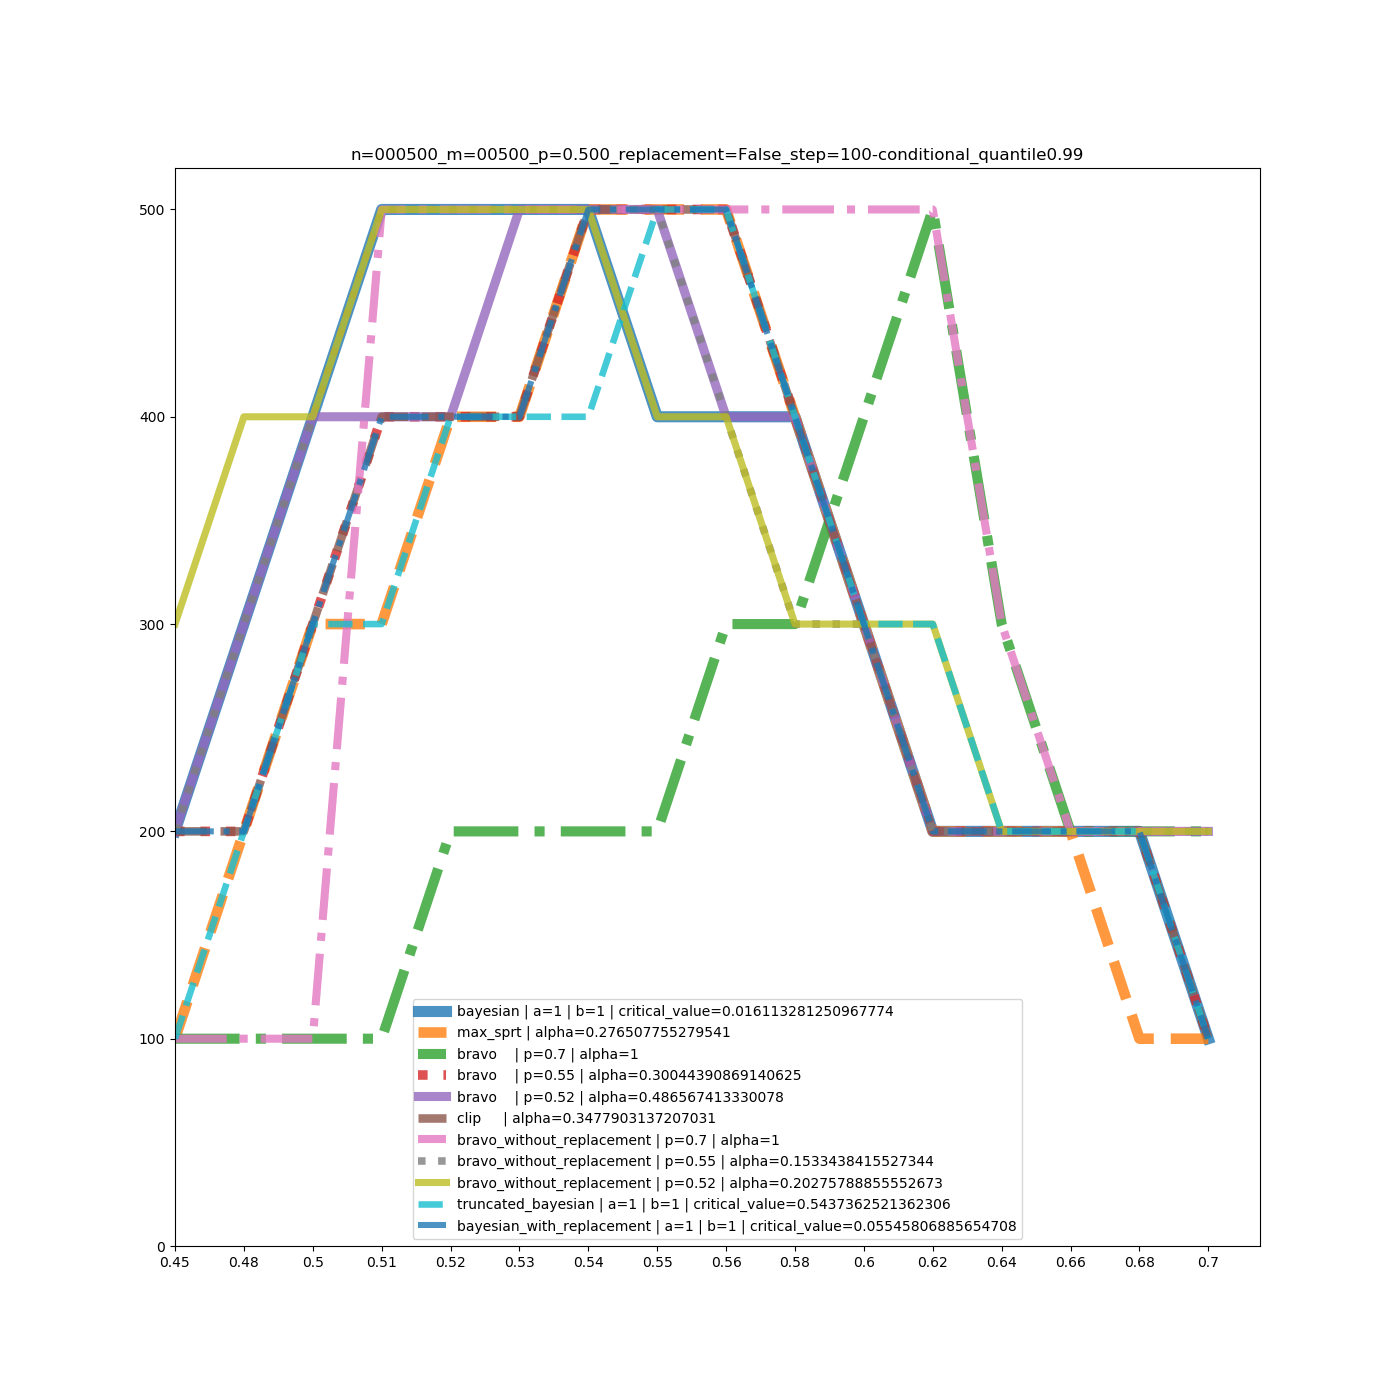 n=000500_m=00500_p=0.500_replacement=False_step=100-conditional_quantile0.99
500
400
300
200
100
0
bayesian | a=1 | b=1 | critical_value=0.016113281250967774
max_sprt | alpha=0.276507755279541
bravo | p=0.7 | alpha=1
bravo | p=0.55 | alpha=0.30044390869140625
bravo | p=0.52 | alpha=0.486567413330078
clip | alpha=0.3477903137207031
bravo_without_replacement | p=0.7 | alpha=1
bravo_without_replacement | p=0.55 | alpha=0.1533438415527344
bravo_without_replacement | p=0.52 | alpha=0.20275788855552673
truncated_bayesian | a=1 | b=1 | critical_value=0.5437362521362306
bayesian_with_replacement | a=1 | b=1 | critical_value=0.05545806885654708
0.45 0.48 0.5 0.51 0.52 0.53 0.54 0.55 0.56 0.58 0.6 0.62 0.64 0.66 0.68 0.7